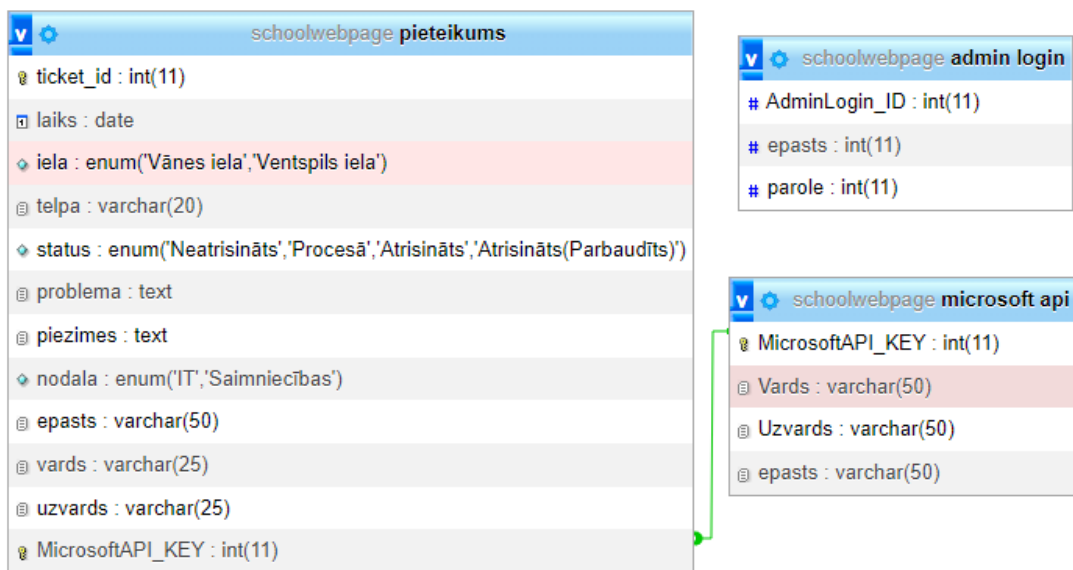 schoolwebpage pieteikums
ticket_id : int(11)
laiks : date
iela : enum('Vānes iela','Ventspils iela')
telpa : varchar(20)
status : enum('Neatrisināts','Procesā','Atrisināts','Atrisināts(Parbaudīts)')
problema : text
piezimes : text
nodala : enum('IT','Saimniecības')
epasts : varchar(50)
vards : varchar(25)
uzvards : varchar(25)
MicrosoftAPI_KEY : int(11)
schoolwebpage admin login
# AdminLogin_ID : int(11)
# epasts : int(11)
# parole : int(11)
schoolwebpage microsoft api
MicrosoftAPI_KEY : int(11)
Vards : varchar(50)
Uzvards : varchar(50)
epasts : varchar(50)